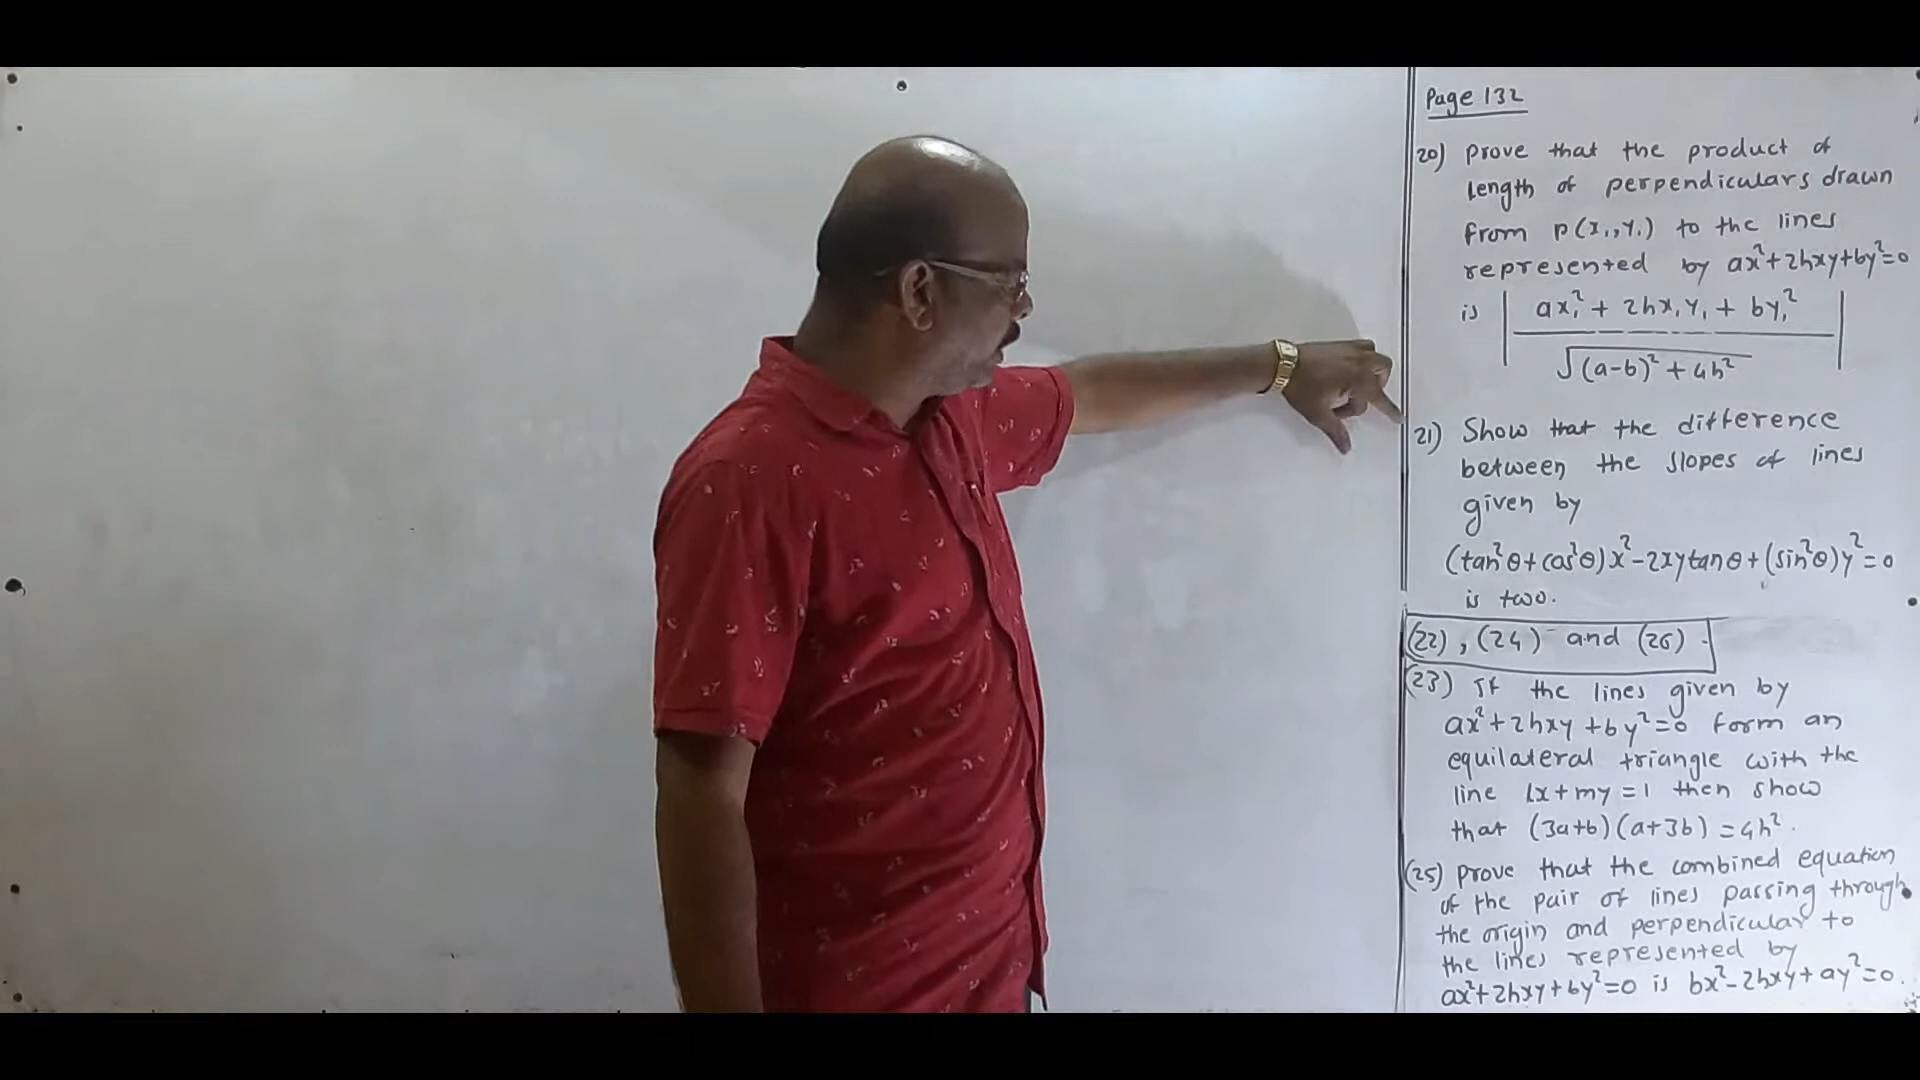 Page 132
20) Prove that the product of
length of perpendiculars drawn
from P(x₁,y₁) to the lines
represented by ax²+2hxy+by²=0
is | ax₁² + 2hx₁y₁ + by₁² |
√(a-b)² + 4h²
21) Show that the difference
between the slopes of lines
given by
(tan²θ+cos²θ)x²-2xytanθ+(sin²θ)y²=0
is two.
(22), (24) and (26).
(23) If the lines given by
ax²+2hxy+by²=0 form an
equilateral triangle with the
line lx+my=1 then show
that (3a+b)(a+3b)=4h².
(25) Prove that the combined equation
of the pair of lines passing through
the origin and perpendicular to
the lines represented by
ax²+2hxy+by²=0 is bx²-2hxy+ay²=0.